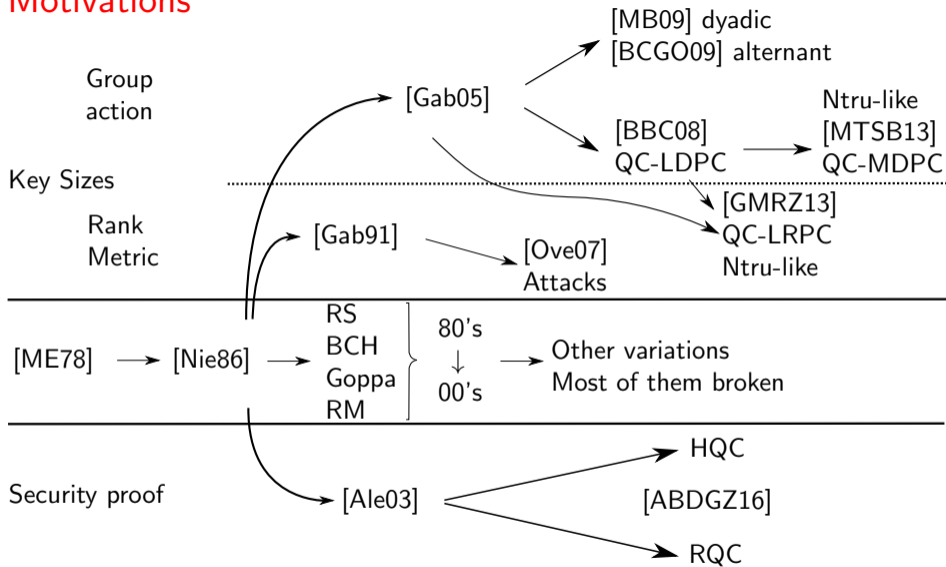 Motivations
[MB09] dyadic
[BCGO09] alternant
Group
action
[Gab05]
Ntru-like
[BBC08]
[MTSB13]
QC-LDPC
QC-MDPC
Key Sizes
[GMRZ13]
QC-LRPC
Ntru-like
Rank
Metric
[Gab91]
[Ove07]
Attacks
[ME78]
[Nie86]
RS
BCH
Goppa
RM
80's
00's
Other variations
Most of them broken
Security proof
[Ale03]
HQC
[ABDGZ16]
RQC